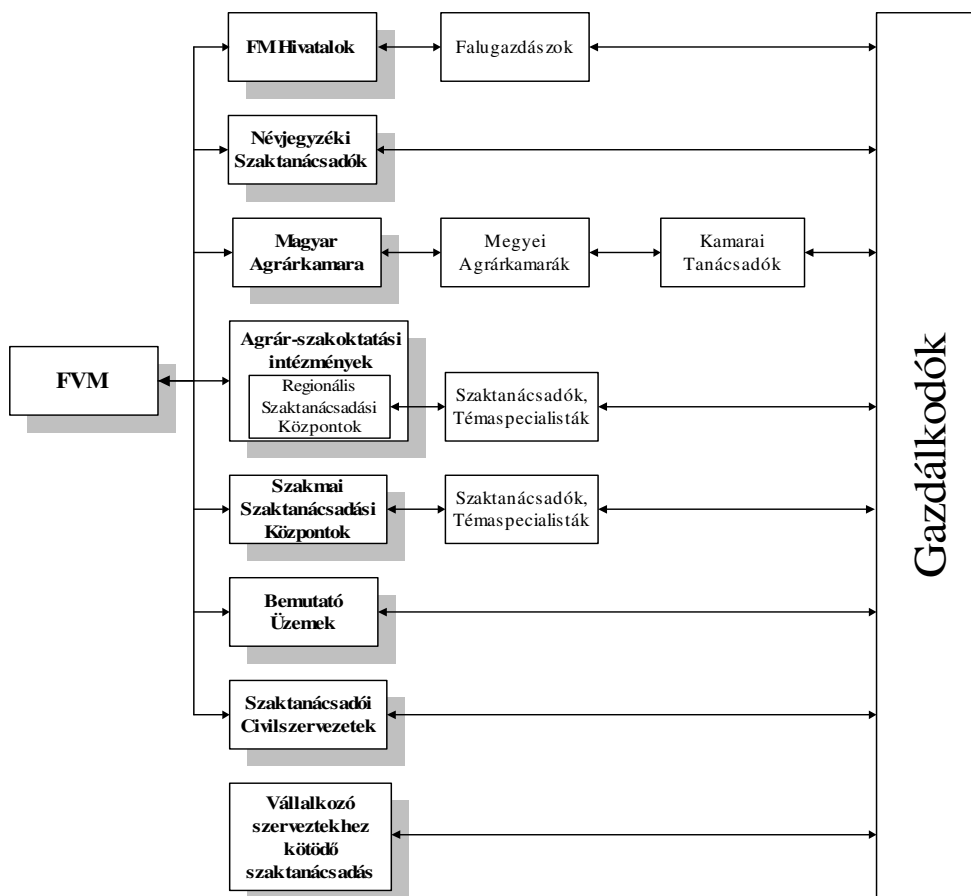 FM Hivatalok
Falugazdászok
Névjegyzéki
Szaktanácsadók
Magyar
Agrárkamara
Megyei
Agrárkamarák
Kamarai
Tanácsadók
FVM
Agrár-szakoktatási
intézmények
Regionális
Szaktanácsadási
Központok
Szaktanácsadók,
Témaspecialisták
Szakmai
Szaktanácsadási
Központok
Szaktanácsadók,
Témaspecialisták
Bemutató
Üzemek
Szaktanácsadói
Civilszervezetek
Vállalkozó
szerveztekhez
kötödő
szaktanácsadás
Gazdálkodók